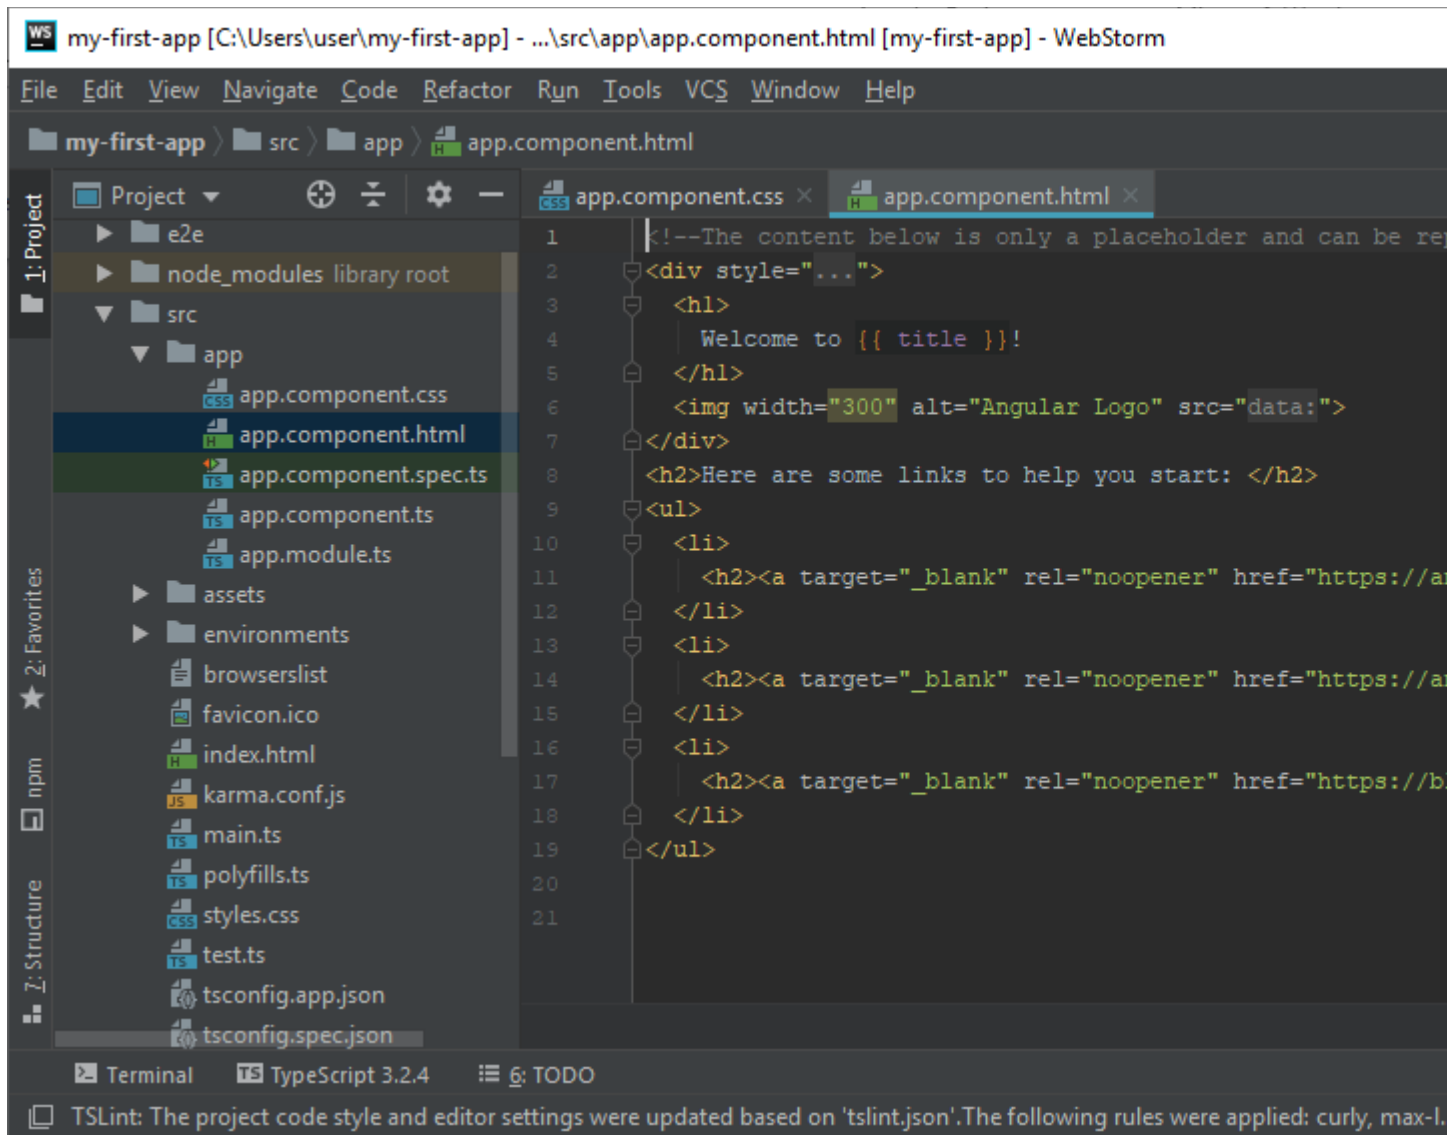 my-first-app [C:\Users\user\my-first-app] - ...\src\app\app.component.html [my-first-app] - WebStorm
File Edit View Navigate Code Refactor Run Tools VCS Window Help
my-first-app src app app.component.html
1: Project
2: Favorites
npm
7: Structure
Project
e2e
node_modules library root
src
app
app.component.css
app.component.html
app.component.spec.ts
app.component.ts
app.module.ts
assets
environments
browserslist
favicon.ico
index.html
karma.conf.js
main.ts
polyfills.ts
styles.css
test.ts
tsconfig.app.json
tsconfig.spec.json
app.component.css app.component.html
1 <!--The content below is only a placeholder and can be rep
2 <div style="...">
3 <h1>
4 Welcome to {{ title }}!
5 </h1>
6 <img width="300" alt="Angular Logo" src="data:">
7 </div>
8 <h2>Here are some links to help you start: </h2>
9 <ul>
10 <li>
11 <h2><a target="_blank" rel="noopener" href="https://a
12 </li>
13 <li>
14 <h2><a target="_blank" rel="noopener" href="https://a
15 </li>
16 <li>
17 <h2><a target="_blank" rel="noopener" href="https://b
18 </li>
19 </ul>
20
21
Terminal TypeScript 3.2.4 6: TODO
TSLint: The project code style and editor settings were updated based on 'tslint.json'.The following rules were applied: curly, max-l.